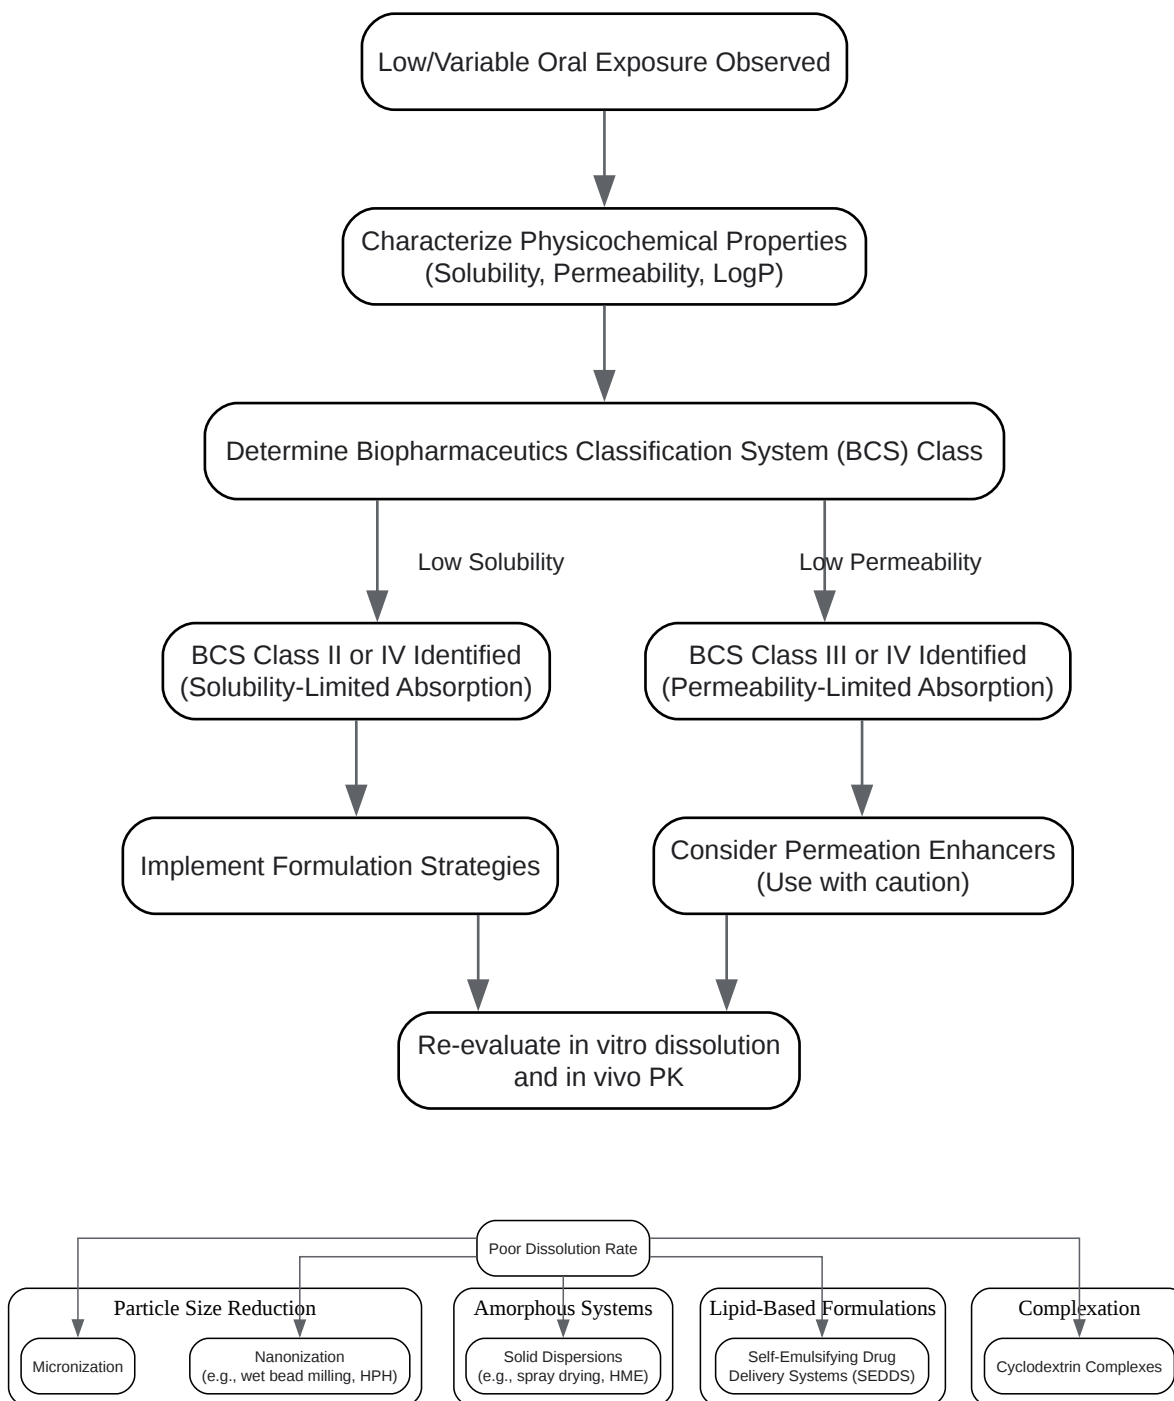 Low/Variable Oral Exposure Observed
Characterize Physicochemical Properties
(Solubility, Permeability, LogP)
Determine Biopharmaceutics Classification System (BCS) Class
Low Solubility
Low Permeability
BCS Class II or IV Identified
(Solubility-Limited Absorption)
BCS Class III or IV Identified
(Permeability-Limited Absorption)
Implement Formulation Strategies
Consider Permeation Enhancers
(Use with caution)
Re-evaluate in vitro dissolution
and in vivo PK
Poor Dissolution Rate
Particle Size Reduction
Micronization
Nanonization
(e.g., wet bead milling, HPH)
Amorphous Systems
Solid Dispersions
(e.g., spray drying, HME)
Lipid-Based Formulations
Self-Emulsifying Drug
Delivery Systems (SEDDS)
Complexation
Cyclodextrin Complexes